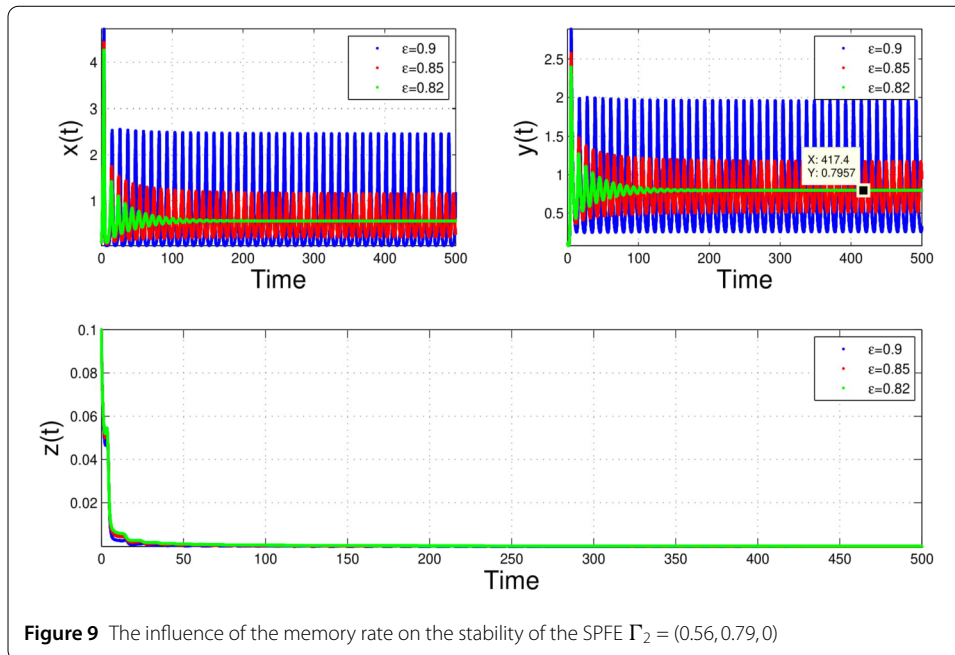 4
3
2
1
x(t)
0
100
200
300
400
500
Time
ε=0.9
ε=0.85
ε=0.82
2.5
2
1.5
1
0.5
y(t)
0
100
200
300
400
500
Time
ε=0.9
ε=0.85
ε=0.82
X: 417.4
Y: 0.7957
0.1
0.08
0.06
0.04
0.02
z(t)
0
50
100
150
200
250
300
350
400
450
500
Time
ε=0.9
ε=0.85
ε=0.82
Figure 9 The influence of the memory rate on the stability of the SPFE Γ₂ = (0.56, 0.79, 0)